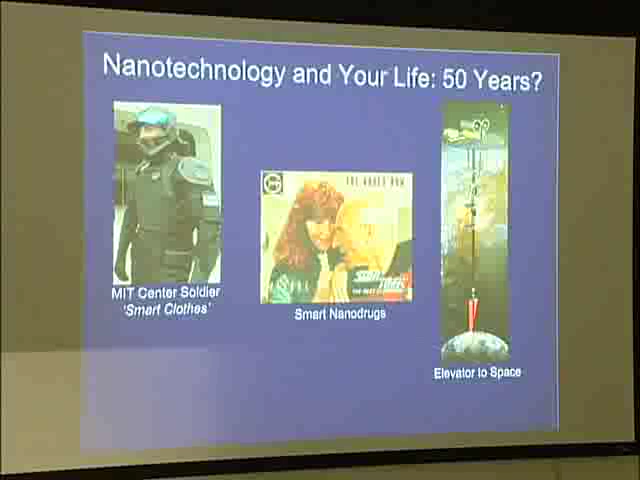 Nanotechnology and Your Life: 50 Years?
MIT Center Soldier
'Smart Clothes'
Smart Nanodrugs
Elevator to Space